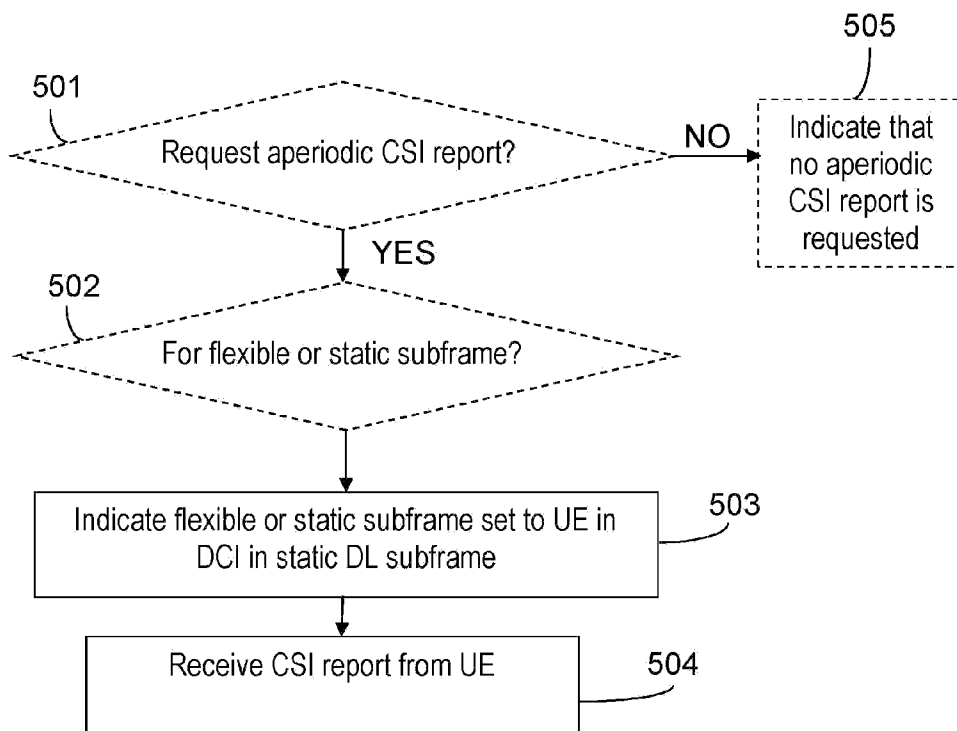 505
501
Request aperiodic CSI report?
NO
Indicate that
no aperiodic
CSI report is
requested
YES
502
For flexible or static subframe?
Indicate flexible or static subframe set to UE in
DCI in static DL subframe
503
Receive CSI report from UE
504